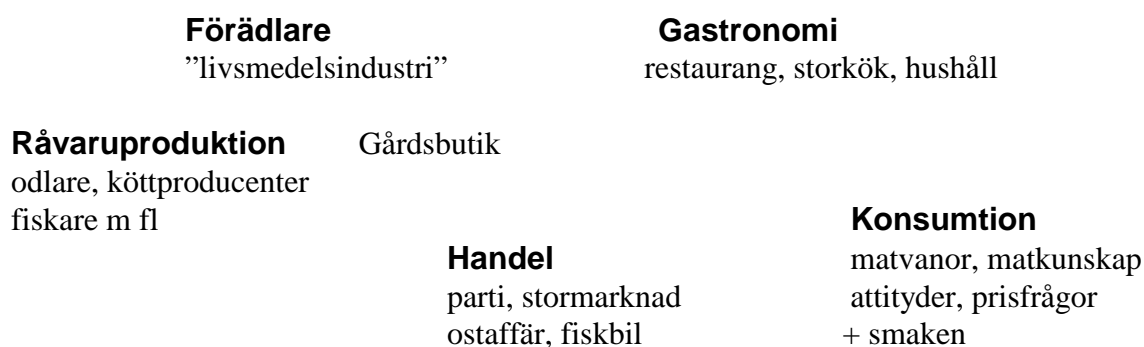 Förädlare
”livsmedelsindustri”
Gastronomi
restaurang, storkök, hushåll
Råvaruproduktion
odlare, köttproducenter
fiskare m fl
Gårdsbutik
Handel
parti, stormarknad
ostaffär, fiskbil
Konsumtion
matvanor, matkunskap
attityder, prisfrågor
+ smaken